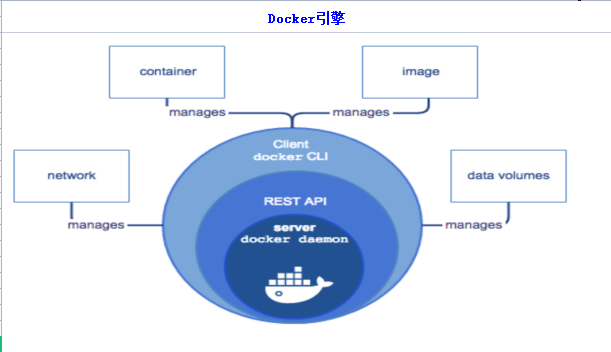 Docker引擎
container
image
manages
manages
Client
docker CLI
network
data volumes
REST API
manages
manages
server
docker daemon